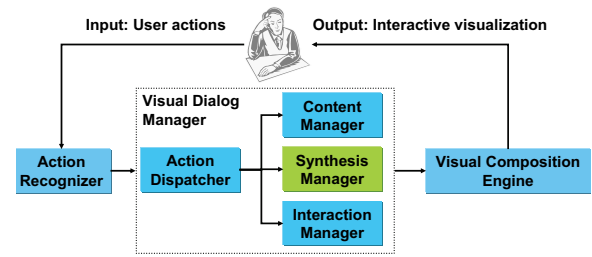 Input: User actions
Output: Interactive visualization
Visual Dialog
Manager
Content
Manager
Action
Recognizer
Action
Dispatcher
Synthesis
Manager
Visual Composition
Engine
Interaction
Manager